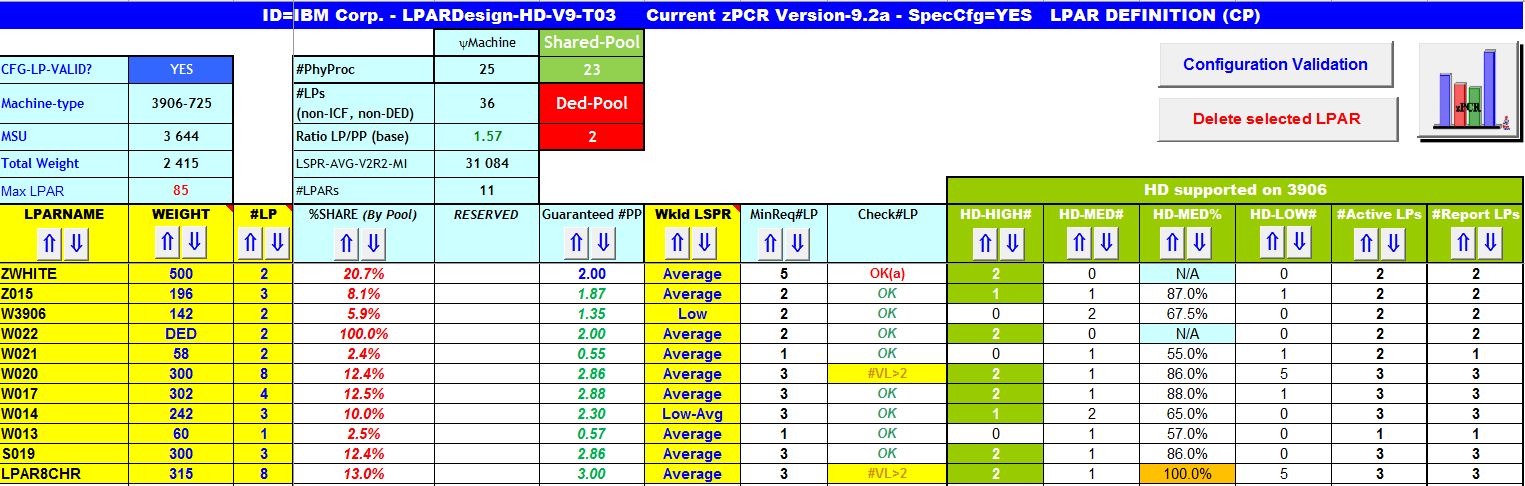 ID=IBM Corp. - LPARDesign-HD-V9-T03 Current zPCR Version-9.2a - SpecCfg=YES LPAR DEFINITION (CP)
ψMachine Shared-Pool
CFG-LP-VALID? YES #PhyProc 25 23
Configuration Validation
Machine-type 3906-725 #LPs (non-ICF, non-DED) 36 Ded-Pool
zPCR
Delete selected LPAR
MSU 3 644 Ratio LP/PP (base) 1.57 2
Total Weight 2 415 LSPR-AVG-V2R2-MI 31 084
Max LPAR 85 #LPARs 11 HD supported on 3906
LPARNAME WEIGHT #LP %SHARE (By Pool) RESERVED Guaranteed #PP Wkld LSPR MinReq#LP Check#LP HD-HIGH# HD-MED# HD-MED% HD-LOW# #Active LPs #Report LPs
⇑ ⇓ ⇑ ⇓ ⇑ ⇓ ⇑ ⇓ ⇑ ⇓ ⇑ ⇓ ⇑ ⇓ ⇑ ⇓ ⇑ ⇓ ⇑ ⇓ ⇑ ⇓ ⇑ ⇓ ⇑ ⇓
ZWHITE 500 2 20.7% 2.00 Average 5 OK(a) 2 0 N/A 0 2 2
Z015 196 3 8.1% 1.87 Average 2 OK 1 1 87.0% 1 2 2
W3906 142 2 5.9% 1.35 Low 2 OK 0 2 67.5% 0 2 2
W022 DED 2 100.0% 2.00 Average 2 OK 2 0 N/A 0 2 2
W021 58 2 2.4% 0.55 Average 1 OK 0 1 55.0% 1 2 1
W020 300 8 12.4% 2.86 Average 3 #VL>2 2 1 86.0% 5 3 3
W017 302 4 12.5% 2.88 Average 3 OK 2 1 88.0% 1 3 3
W014 242 3 10.0% 2.30 Low-Avg 3 OK 1 2 65.0% 0 3 3
W013 60 1 2.5% 0.57 Average 1 OK 0 1 57.0% 0 1 1
S019 300 3 12.4% 2.86 Average 3 OK 2 1 86.0% 0 3 3
LPAR8CHR 315 8 13.0% 3.00 Average 3 #VL>2 2 1 100.0% 5 3 3